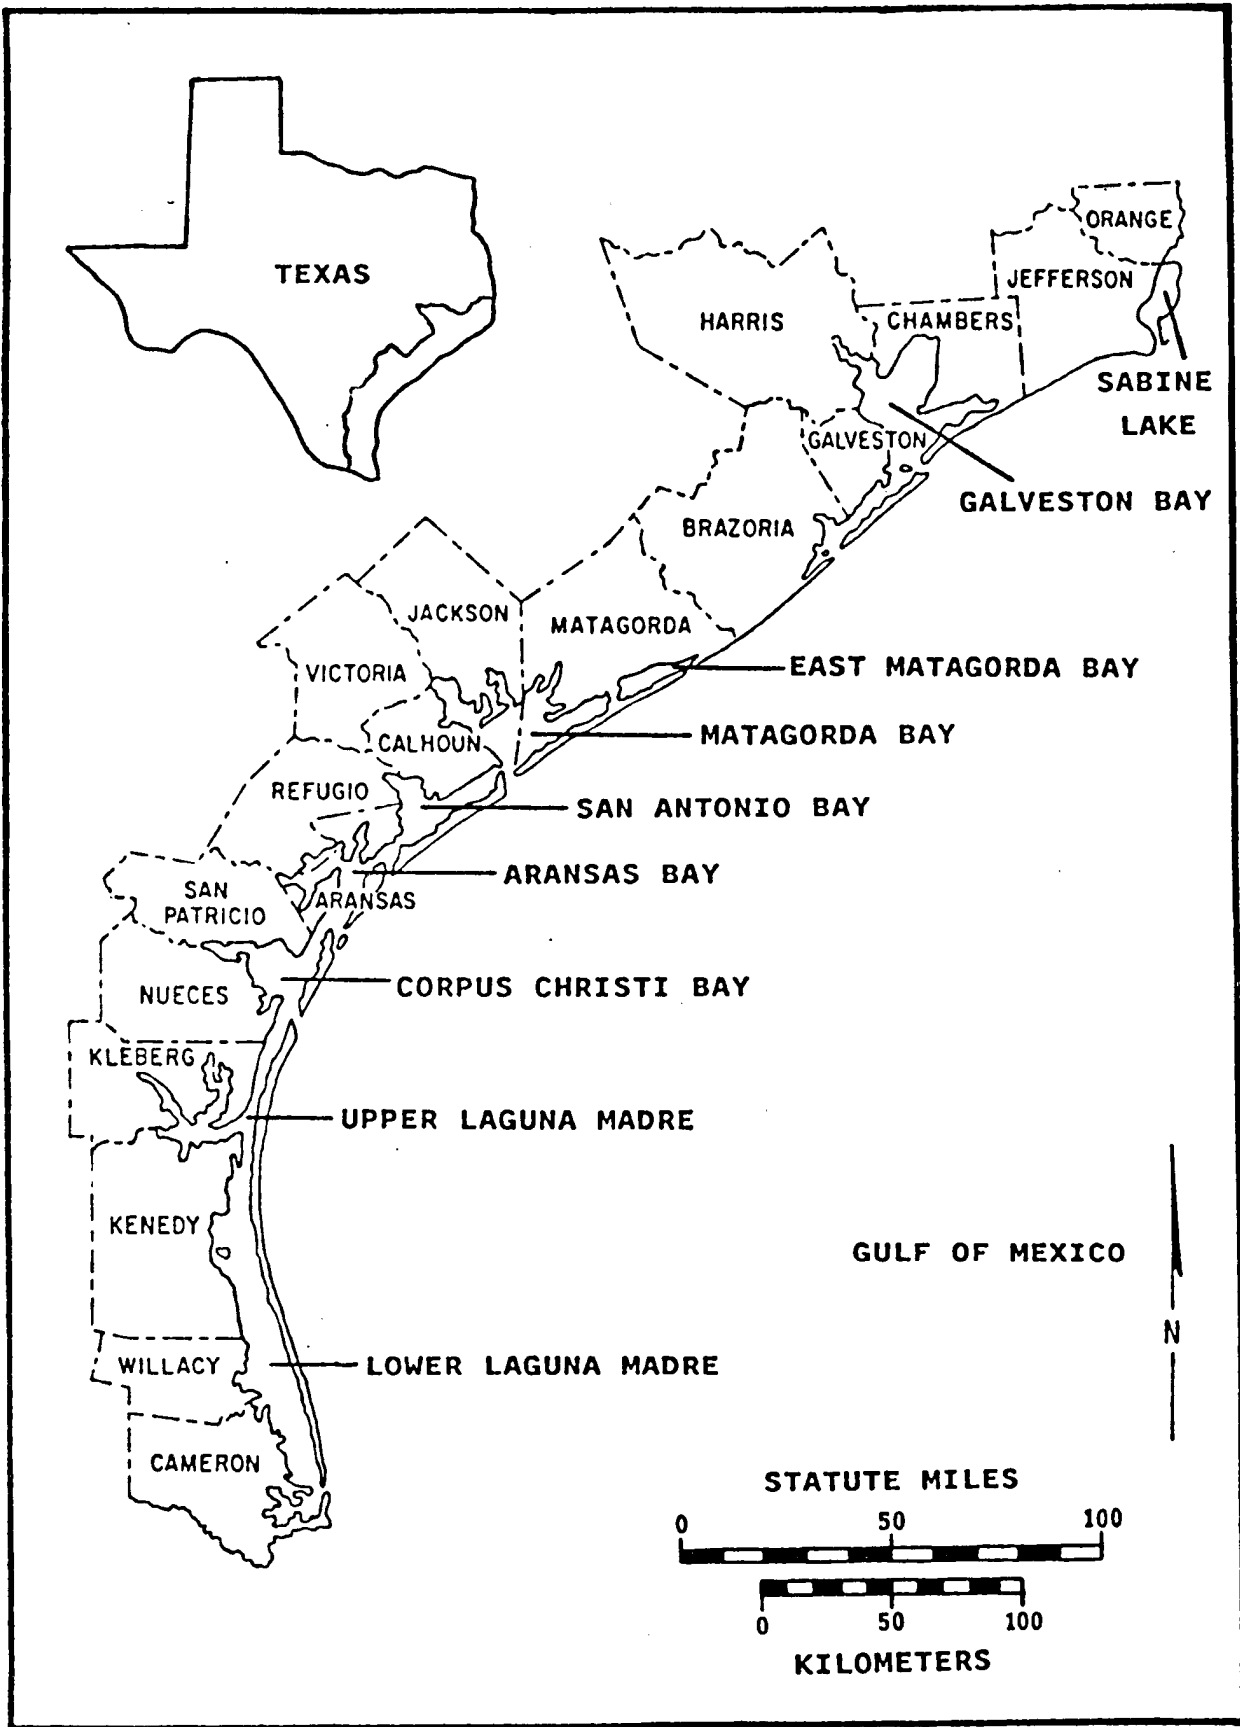 TEXAS
ORANGE
JEFFERSON
HARRIS
CHAMBERS
SABINE
LAKE
GALVESTON
GALVESTON BAY
BRAZORIA
JACKSON
MATAGORDA
VICTORIA
EAST MATAGORDA BAY
CALHOUN
MATAGORDA BAY
REFUGIO
SAN ANTONIO BAY
ARANSAS BAY
SAN
PATRICIO
ARANSAS
NUECES
CORPUS CHRISTI BAY
KLEBERG
UPPER LAGUNA MADRE
KENEDY
GULF OF MEXICO
N
WILLACY
LOWER LAGUNA MADRE
CAMERON
STATUTE MILES
0 50 100
0 50 100
KILOMETERS